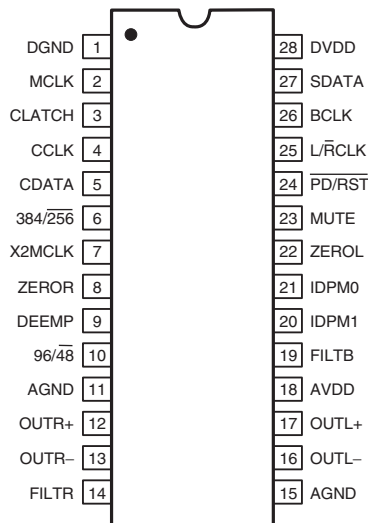 DGND 1 28 DVDD
MCLK 2 27 SDATA
CLATCH 3 26 BCLK
CCLK 4 25 L/R̅CLK
CDATA 5 24 P̅D̅/̅R̅S̅T̅
384/2̅5̅6̅ 6 23 MUTE
X2MCLK 7 22 ZEROL
ZEROR 8 21 IDPM0
DEEMP 9 20 IDPM1
96/4̅8̅ 10 19 FILTB
AGND 11 18 AVDD
OUTR+ 12 17 OUTL+
OUTR− 13 16 OUTL−
FILTR 14 15 AGND